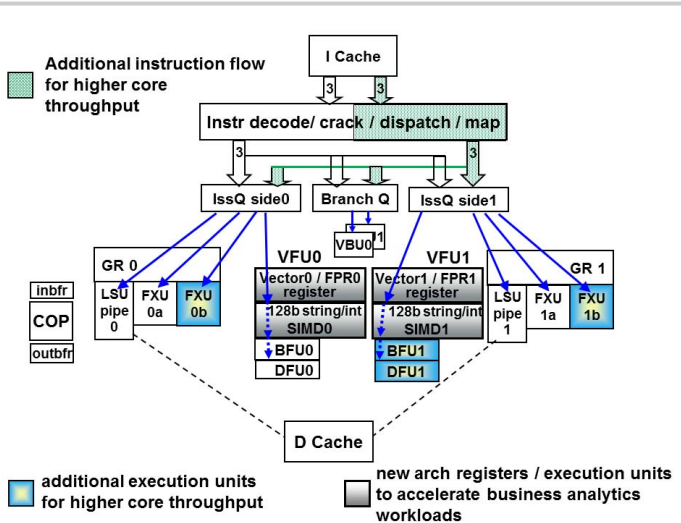 Additional instruction flow
for higher core
throughput
I Cache
3
3
Instr decode/ crack / dispatch / map
3
3
IssQ side0
Branch Q
IssQ side1
VBU0
1
VFU0
VFU1
GR 0
GR 1
Vector0 / FPR0
register
Vector1 / FPR1
register
LSU
pipe
0
FXU
0a
FXU
0b
128b string/int
SIMD0
128b string/int
SIMD1
LSU
pipe
1
FXU
1a
FXU
1b
inbfr
COP
outbfr
BFU0
DFU0
BFU1
DFU1
D Cache
additional execution units
for higher core throughput
new arch registers / execution units
to accelerate business analytics
workloads